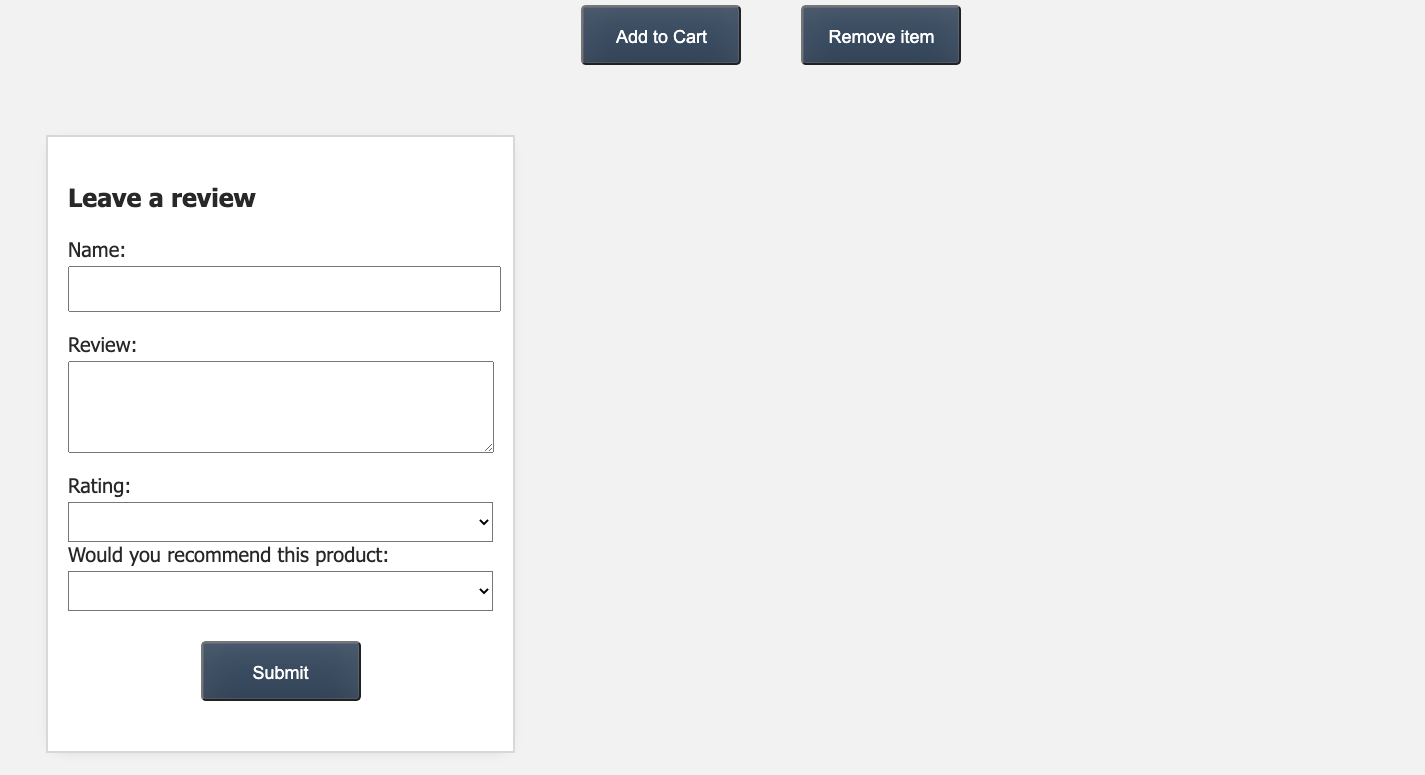 Add to Cart Remove item
Leave a review
Name:
Review:
Rating:
Would you recommend this product:
Submit